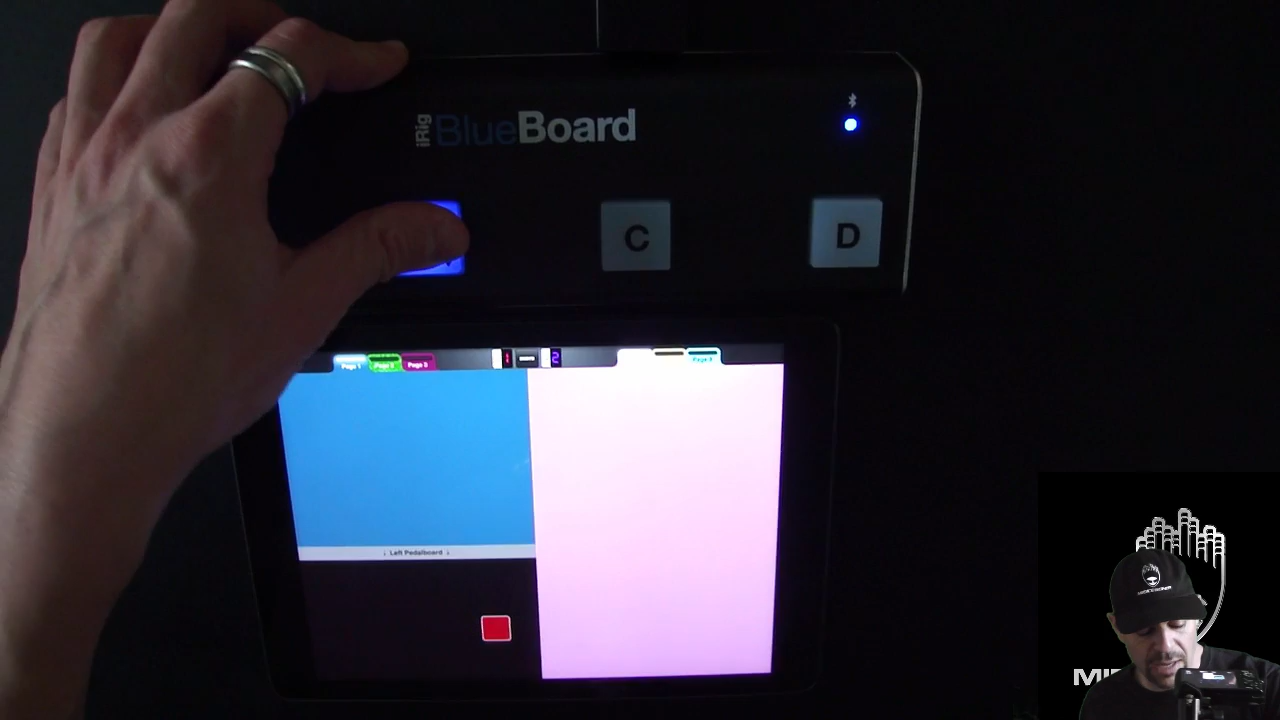 iRig BlueBoard
C
D
Page 1 Page 2 Page 3 1 2
↓ Left Pedalboard ↓